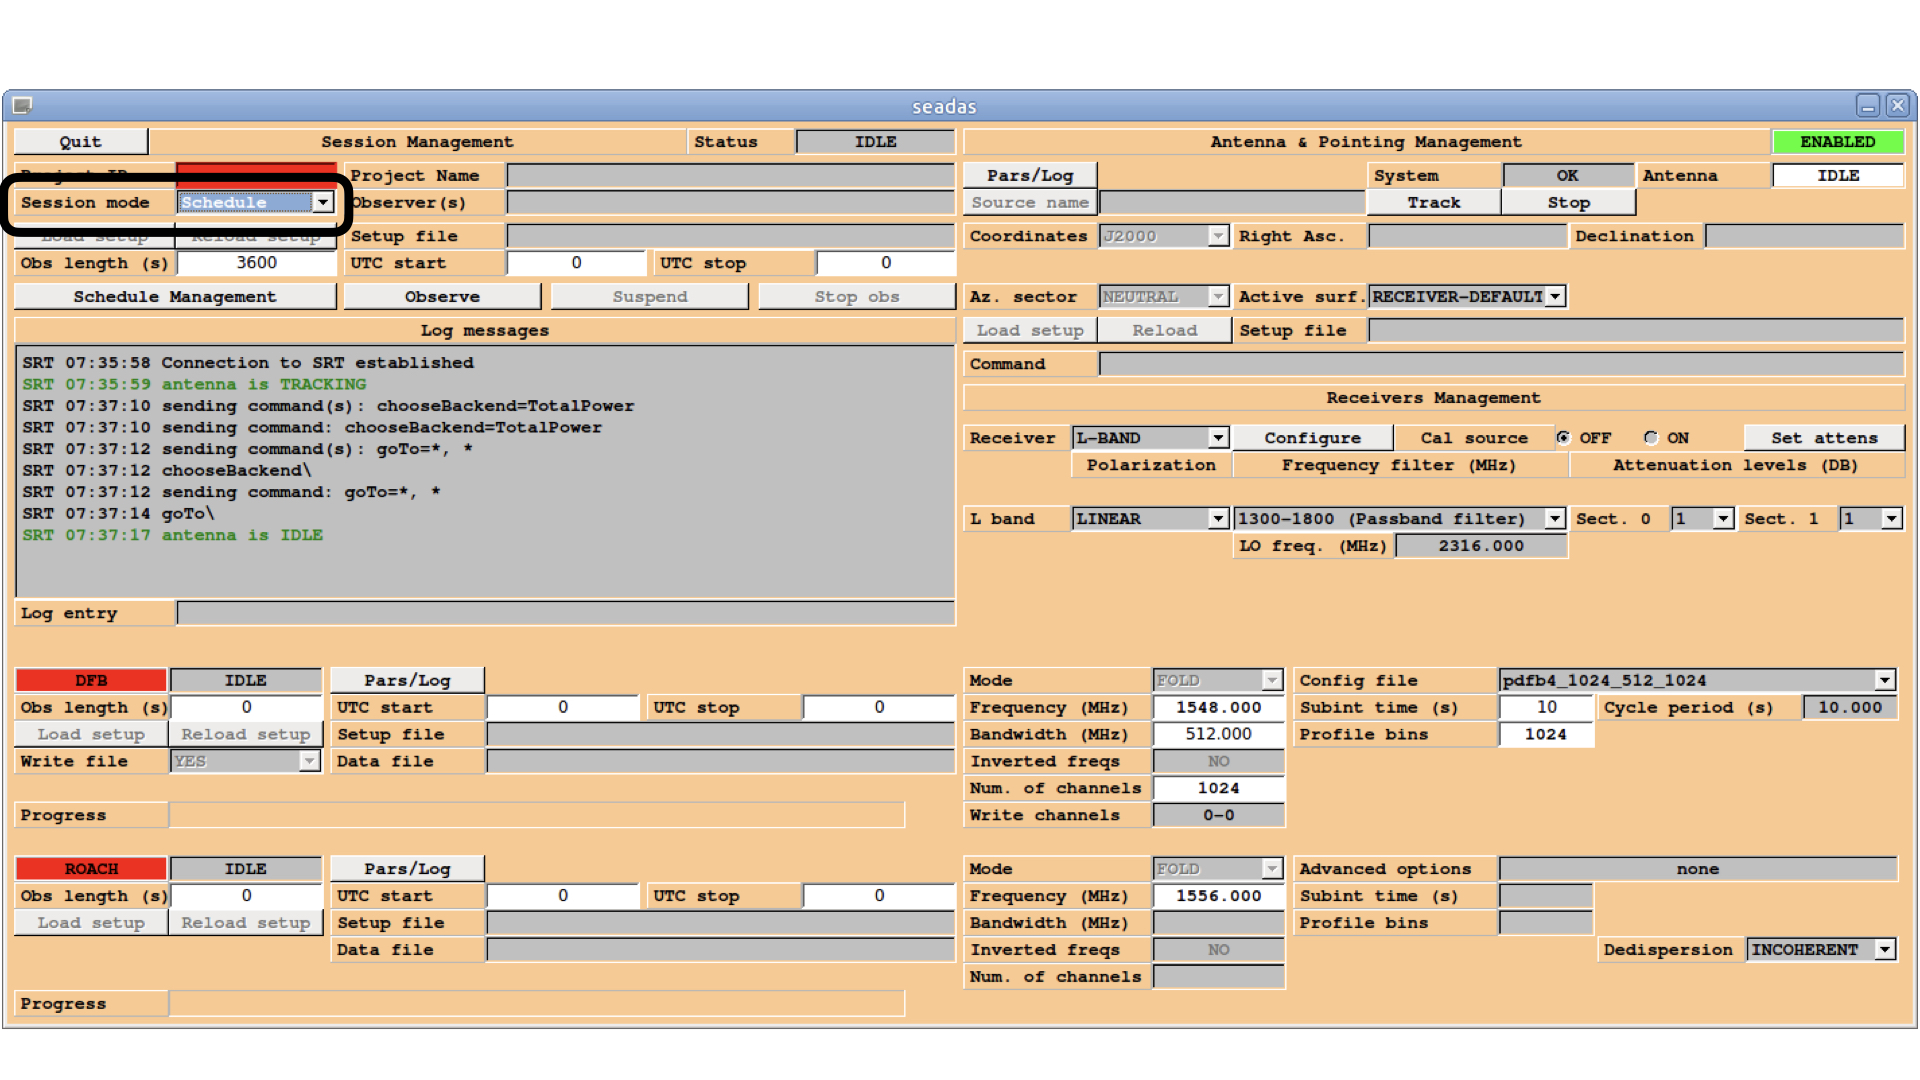 seadas
Quit Session Management Status IDLE
Project ID Project Name
Session mode Schedule Observer(s)
Load setup Reload setup Setup file
Obs length (s) 3600 UTC start 0 UTC stop 0
Schedule Management Observe Suspend Stop obs
Log messages
SRT 07:35:58 Connection to SRT established
SRT 07:35:59 antenna is TRACKING
SRT 07:37:10 sending command(s): chooseBackend=TotalPower
SRT 07:37:10 sending command: chooseBackend=TotalPower
SRT 07:37:12 sending command(s): goTo=*, *
SRT 07:37:12 chooseBackend\
SRT 07:37:12 sending command: goTo=*, *
SRT 07:37:14 goTo\
SRT 07:37:17 antenna is IDLE
Log entry
Antenna & Pointing Management ENABLED
Pars/Log System OK Antenna IDLE
Source name Track Stop
Coordinates J2000 Right Asc. Declination
Az. sector NEUTRAL Active surf. RECEIVER-DEFAULT
Load setup Reload Setup file
Command
Receivers Management
Receiver L-BAND Configure Cal source OFF ON Set attens
Polarization Frequency filter (MHz) Attenuation levels (DB)
L band LINEAR 1300-1800 (Passband filter) Sect. 0 1 Sect. 1 1
LO freq. (MHz) 2316.000
DFB IDLE Pars/Log
Obs length (s) 0 UTC start 0 UTC stop 0
Load setup Reload setup Setup file
Write file YES Data file
Progress
Mode FOLD Config file pdfb4_1024_512_1024
Frequency (MHz) 1548.000 Subint time (s) 10 Cycle period (s) 10.000
Bandwidth (MHz) 512.000 Profile bins 1024
Inverted freqs NO
Num. of channels 1024
Write channels 0-0
ROACH IDLE Pars/Log
Obs length (s) 0 UTC start 0 UTC stop 0
Load setup Reload setup Setup file
Data file
Progress
Mode FOLD Advanced options none
Frequency (MHz) 1556.000 Subint time (s)
Bandwidth (MHz) Profile bins
Inverted freqs NO Dedispersion INCOHERENT
Num. of channels